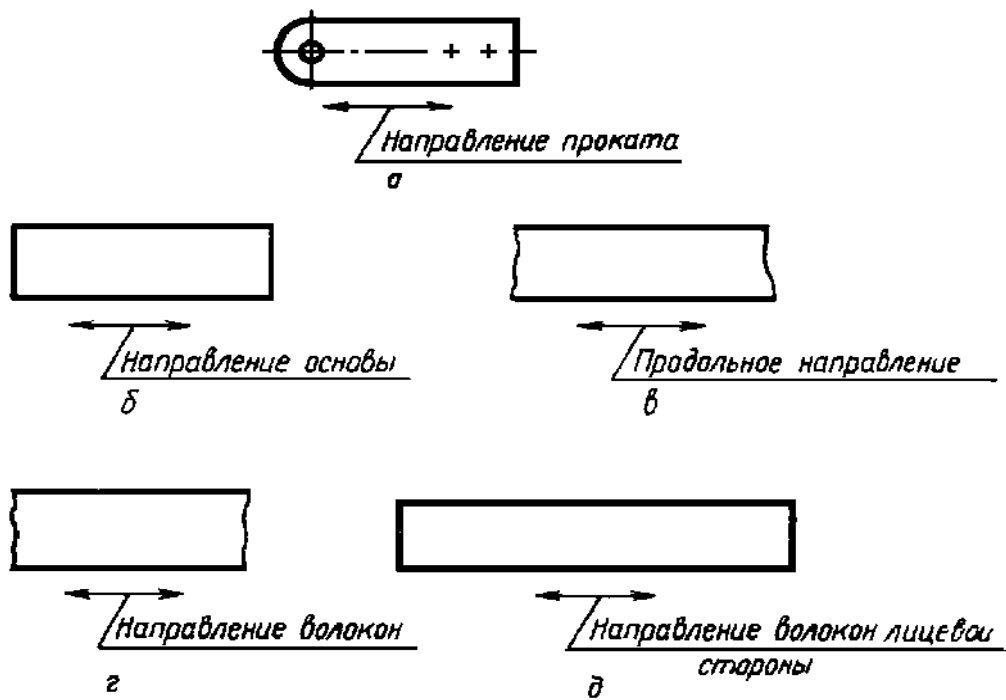 Направление проката
а
Направление основы
б
Продольное направление
в
Направление волокон
г
Направление волокон лицевой
стороны
д